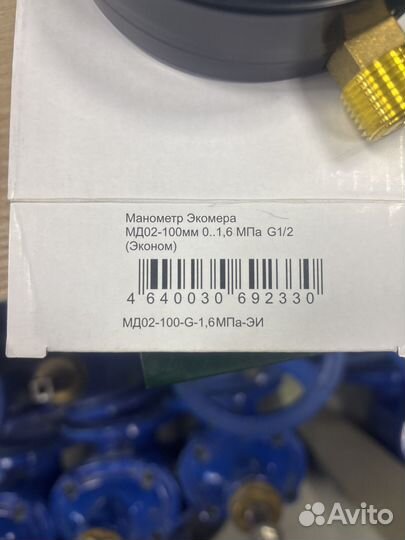 Манометр Экомера
МД02-100мм 0..1,6 МПа G1/2
(Эконом)
4 640030 692330
МД02-100-G-1,6МПа-ЭИ
Avito